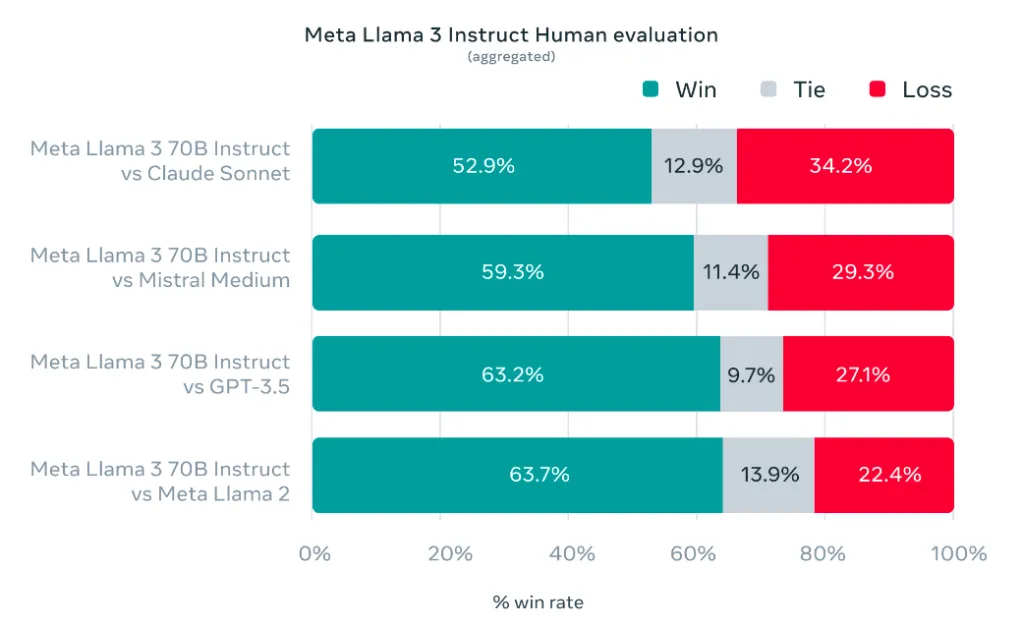 Meta Llama 3 Instruct Human evaluation
(aggregated)
Win Tie Loss
Meta Llama 3 70B Instruct
vs Claude Sonnet
52.9% 12.9% 34.2%
Meta Llama 3 70B Instruct
vs Mistral Medium
59.3% 11.4% 29.3%
Meta Llama 3 70B Instruct
vs GPT-3.5
63.2% 9.7% 27.1%
Meta Llama 3 70B Instruct
vs Meta Llama 2
63.7% 13.9% 22.4%
0% 20% 40% 60% 80% 100%
% win rate